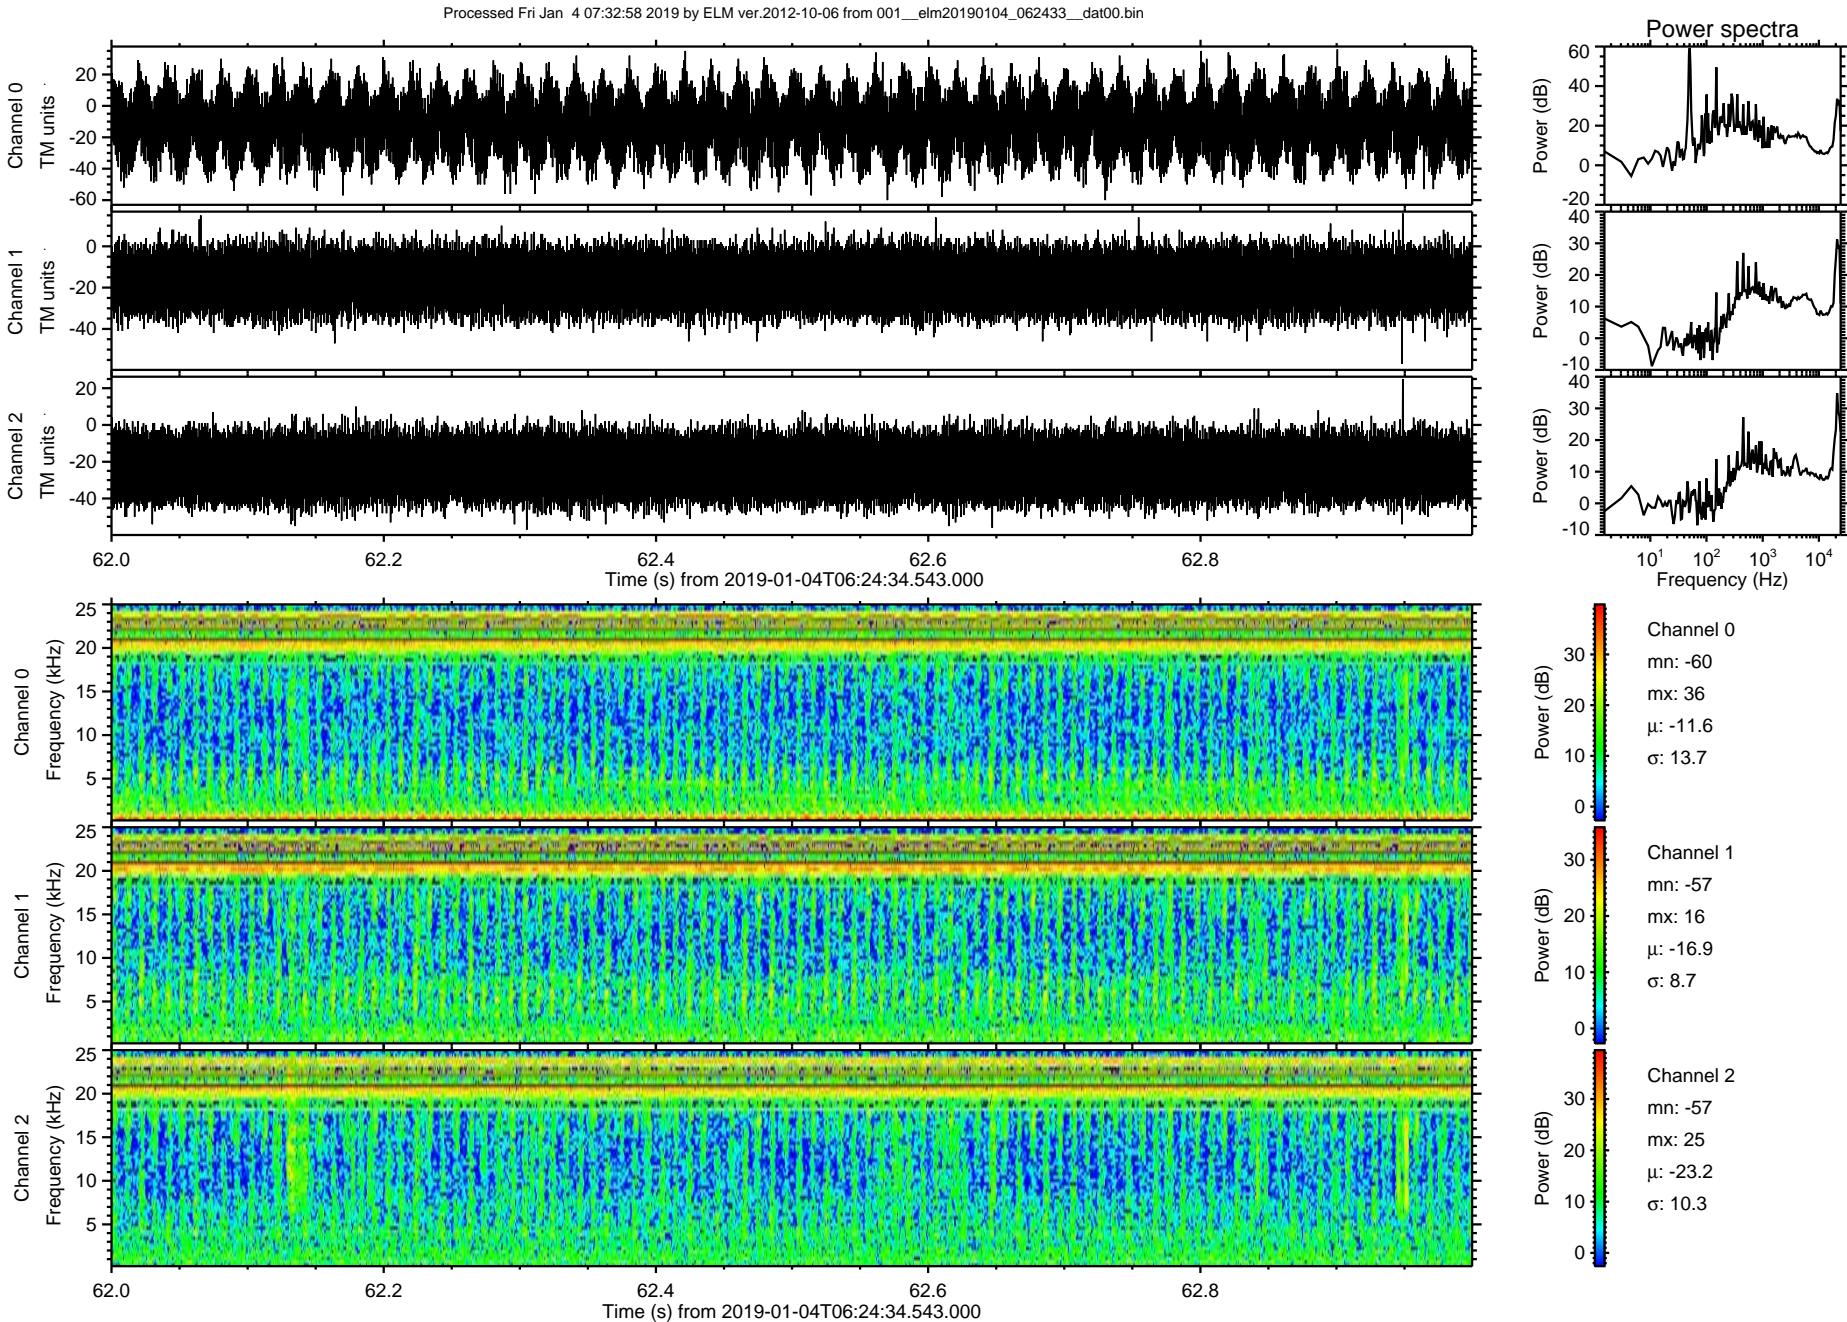 Processed Fri Jan  4 07:32:58 2019 by ELM ver.2012-10-06 from 001__elm20190104_062433__dat00.bin
Power spectra
Channel 0
TM units
20
0
-20
-40
-60
Power (dB)
60
40
20
0
-20
Channel 1
TM units
0
-20
-40
Power (dB)
40
30
20
10
0
-10
Channel 2
TM units
20
0
-20
-40
Power (dB)
40
30
20
10
0
-10
62.0 62.2 62.4 62.6 62.8
Time (s) from 2019-01-04T06:24:34.543.000
10^1 10^2 10^3 10^4
Frequency (Hz)
Channel 0
Frequency (kHz)
25
20
15
10
5
Power (dB)
30
20
10
0
Channel 0
mn: -60
mx: 36
μ: -11.6
σ: 13.7
Channel 1
Frequency (kHz)
25
20
15
10
5
Power (dB)
30
20
10
0
Channel 1
mn: -57
mx: 16
μ: -16.9
σ: 8.7
Channel 2
Frequency (kHz)
25
20
15
10
5
Power (dB)
30
20
10
0
Channel 2
mn: -57
mx: 25
μ: -23.2
σ: 10.3
62.0 62.2 62.4 62.6 62.8
Time (s) from 2019-01-04T06:24:34.543.000